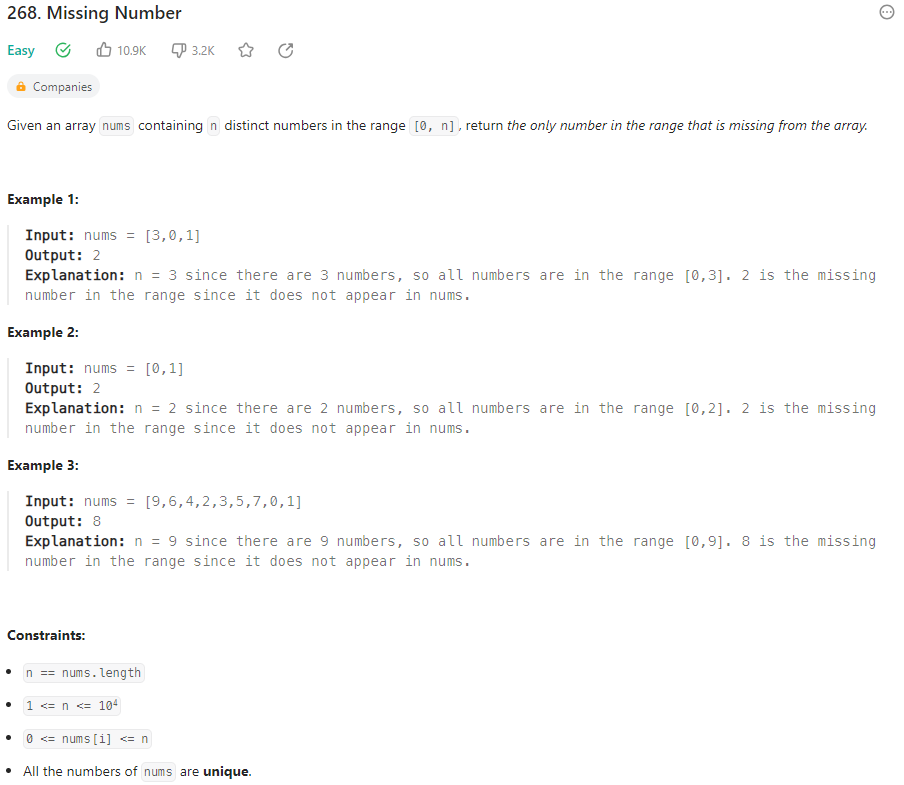 268. Missing Number
Easy 10.9K 3.2K
Companies
Given an array nums containing n distinct numbers in the range [0, n], return the only number in the range that is missing from the array.
Example 1:
Input: nums = [3,0,1]
Output: 2
Explanation: n = 3 since there are 3 numbers, so all numbers are in the range [0,3]. 2 is the missing
number in the range since it does not appear in nums.
Example 2:
Input: nums = [0,1]
Output: 2
Explanation: n = 2 since there are 2 numbers, so all numbers are in the range [0,2]. 2 is the missing
number in the range since it does not appear in nums.
Example 3:
Input: nums = [9,6,4,2,3,5,7,0,1]
Output: 8
Explanation: n = 9 since there are 9 numbers, so all numbers are in the range [0,9]. 8 is the missing
number in the range since it does not appear in nums.
Constraints:
• n == nums.length
• 1 <= n <= 10⁴
• 0 <= nums[i] <= n
• All the numbers of nums are unique.